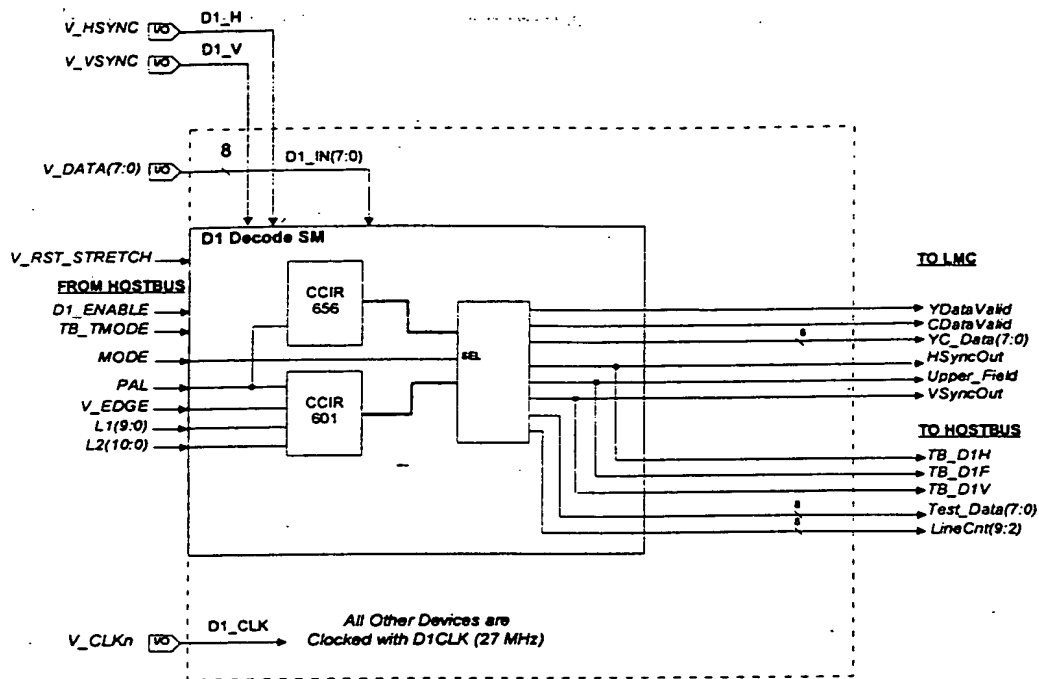 D1_H
V_HSYNC I/O
D1_V
V_VSYNC I/O
8
D1_IN(7:0)
V_DATA(7:0) I/O
D1 Decode SM
V_RST_STRETCH
TO LMC
FROM HOSTBUS
CCIR
656
D1_ENABLE
YDataValid
TB_TMODE
CDataValid
8
YC_Data(7:0)
MODE
SEL
HSyncOut
PAL
Upper_Field
CCIR
601
V_EDGE
VSyncOut
L1(9:0)
TO HOSTBUS
L2(10:0)
TB_D1H
TB_D1F
TB_D1V
8
Test_Data(7:0)
8
LineCnt(9:2)
V_CLKn I/O
D1_CLK
All Other Devices are
Clocked with D1CLK (27 MHz)